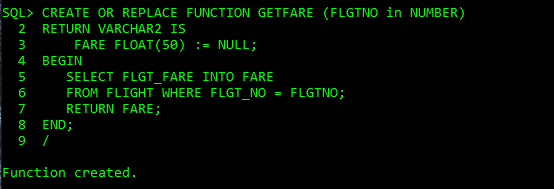 SQL> CREATE OR REPLACE FUNCTION GETFARE (FLGTNO in NUMBER)
  2  RETURN VARCHAR2 IS
  3      FARE FLOAT(50) := NULL;
  4  BEGIN
  5     SELECT FLGT_FARE INTO FARE
  6     FROM FLIGHT WHERE FLGT_NO = FLGTNO;
  7     RETURN FARE;
  8  END;
  9  /
Function created.